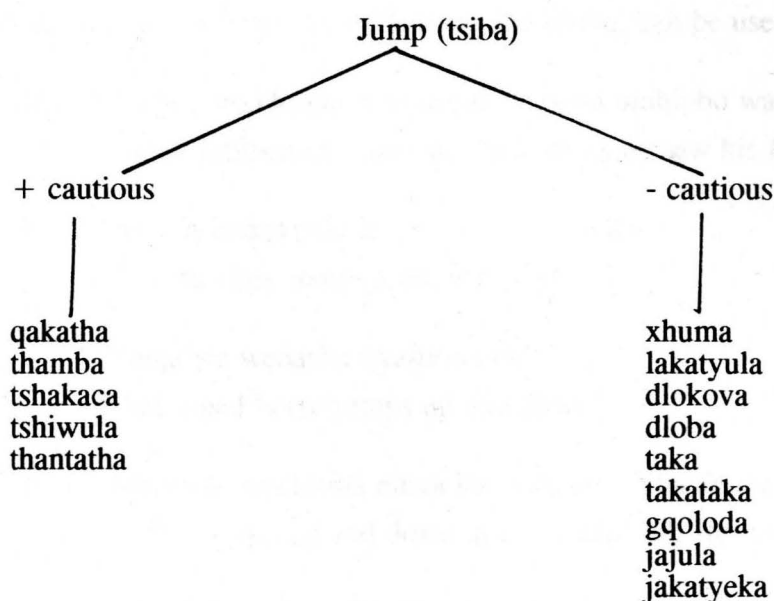 Jump (tsiba)
+ cautious
- cautious
qakatha
thamba
tshakaca
tshiwula
thantatha
xhuma
lakatyula
dlokova
dloba
taka
takataka
gqoloda
jajula
jakatyeka